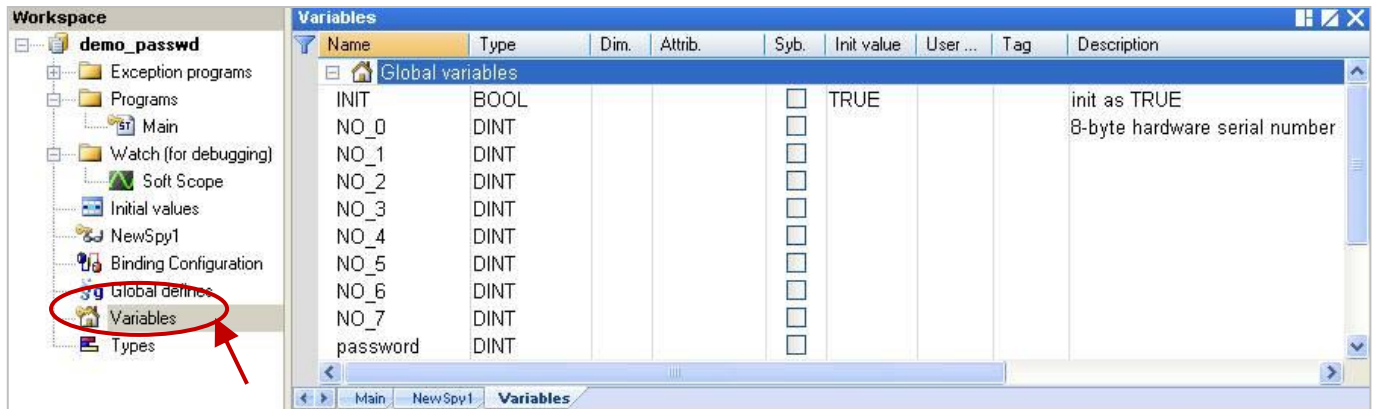 Workspace
demo_passwd
Exception programs
Programs
ST Main
Watch (for debugging)
Soft Scope
Initial values
NewSpy1
Binding Configuration
Global defines
Variables
Types
Variables
Name Type Dim. Attrib. Syb. Init value User ... Tag Description
Global variables
INIT BOOL TRUE init as TRUE
NO_0 DINT 8-byte hardware serial number
NO_1 DINT
NO_2 DINT
NO_3 DINT
NO_4 DINT
NO_5 DINT
NO_6 DINT
NO_7 DINT
password DINT
Main NewSpy1 Variables